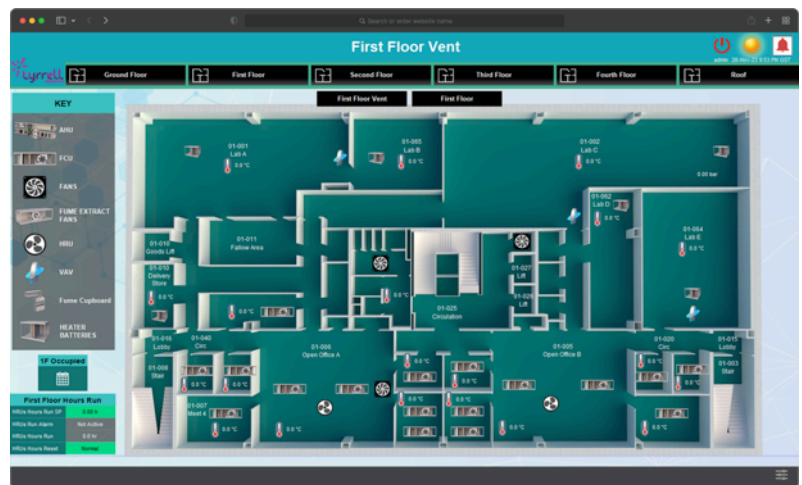 Search or enter website name
First Floor Vent
admin 28-Nov-23 5:53 PM GST
tyrrell
Ground Floor
First Floor
Second Floor
Third Floor
Fourth Floor
Roof
First Floor Vent
First Floor
KEY
AHU
FCU
FANS
FUME EXTRACT
FANS
HRU
VAV
Fume Cupboard
HEATER
BATTERIES
1F Occupied
First Floor Hours Run
HRUs Hours Run SP
0.00 h
HRUs Run Alarm
Not Active
HRUs Hours Run
0.0 hr
HRUs Hours Reset
Normal
01-001
Lab A
0.0 °C
01-065
Lab B
0.0 °C
01-002
Lab C
0.0 °C
0.00 bar
01-062
Lab D
0.0 °C
01-064
Lab E
0.0 °C
01-010
Goods Lift
01-011
Fallow Area
01-010
Delivery
Store
0.0 °C
0.0 °C
0.0 °C
01-027
Lift
01-026
Lift
01-025
Circulation
01-016
Lobby
01-040
Circ
01-006
Open Office A
01-005
Open Office B
01-020
Circ
01-015
Lobby
01-008
Stair
01-003
Stair
0.0 °C
0.0 °C
0.0 °C
0.0 °C
0.0 °C
0.0 °C
01-007
Meet 4
0.0 °C
0.0 °C
0.0 °C
0.0 °C
0.0 °C
0.0 °C